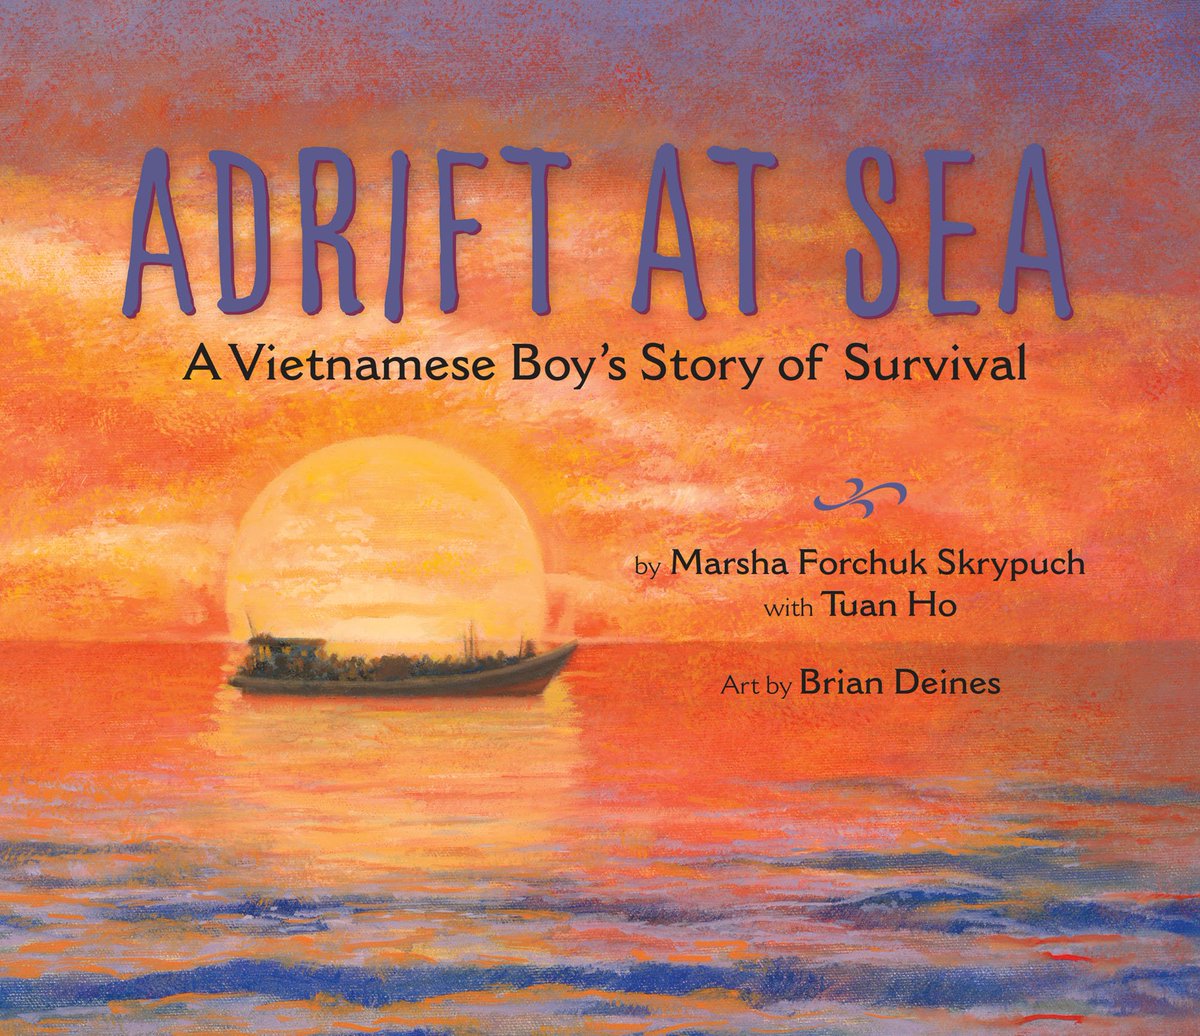 ADRIFT AT SEA
A Vietnamese Boy’s Story of Survival
by Marsha Forchuk Skrypuch
with Tuan Ho
Art by Brian Deines